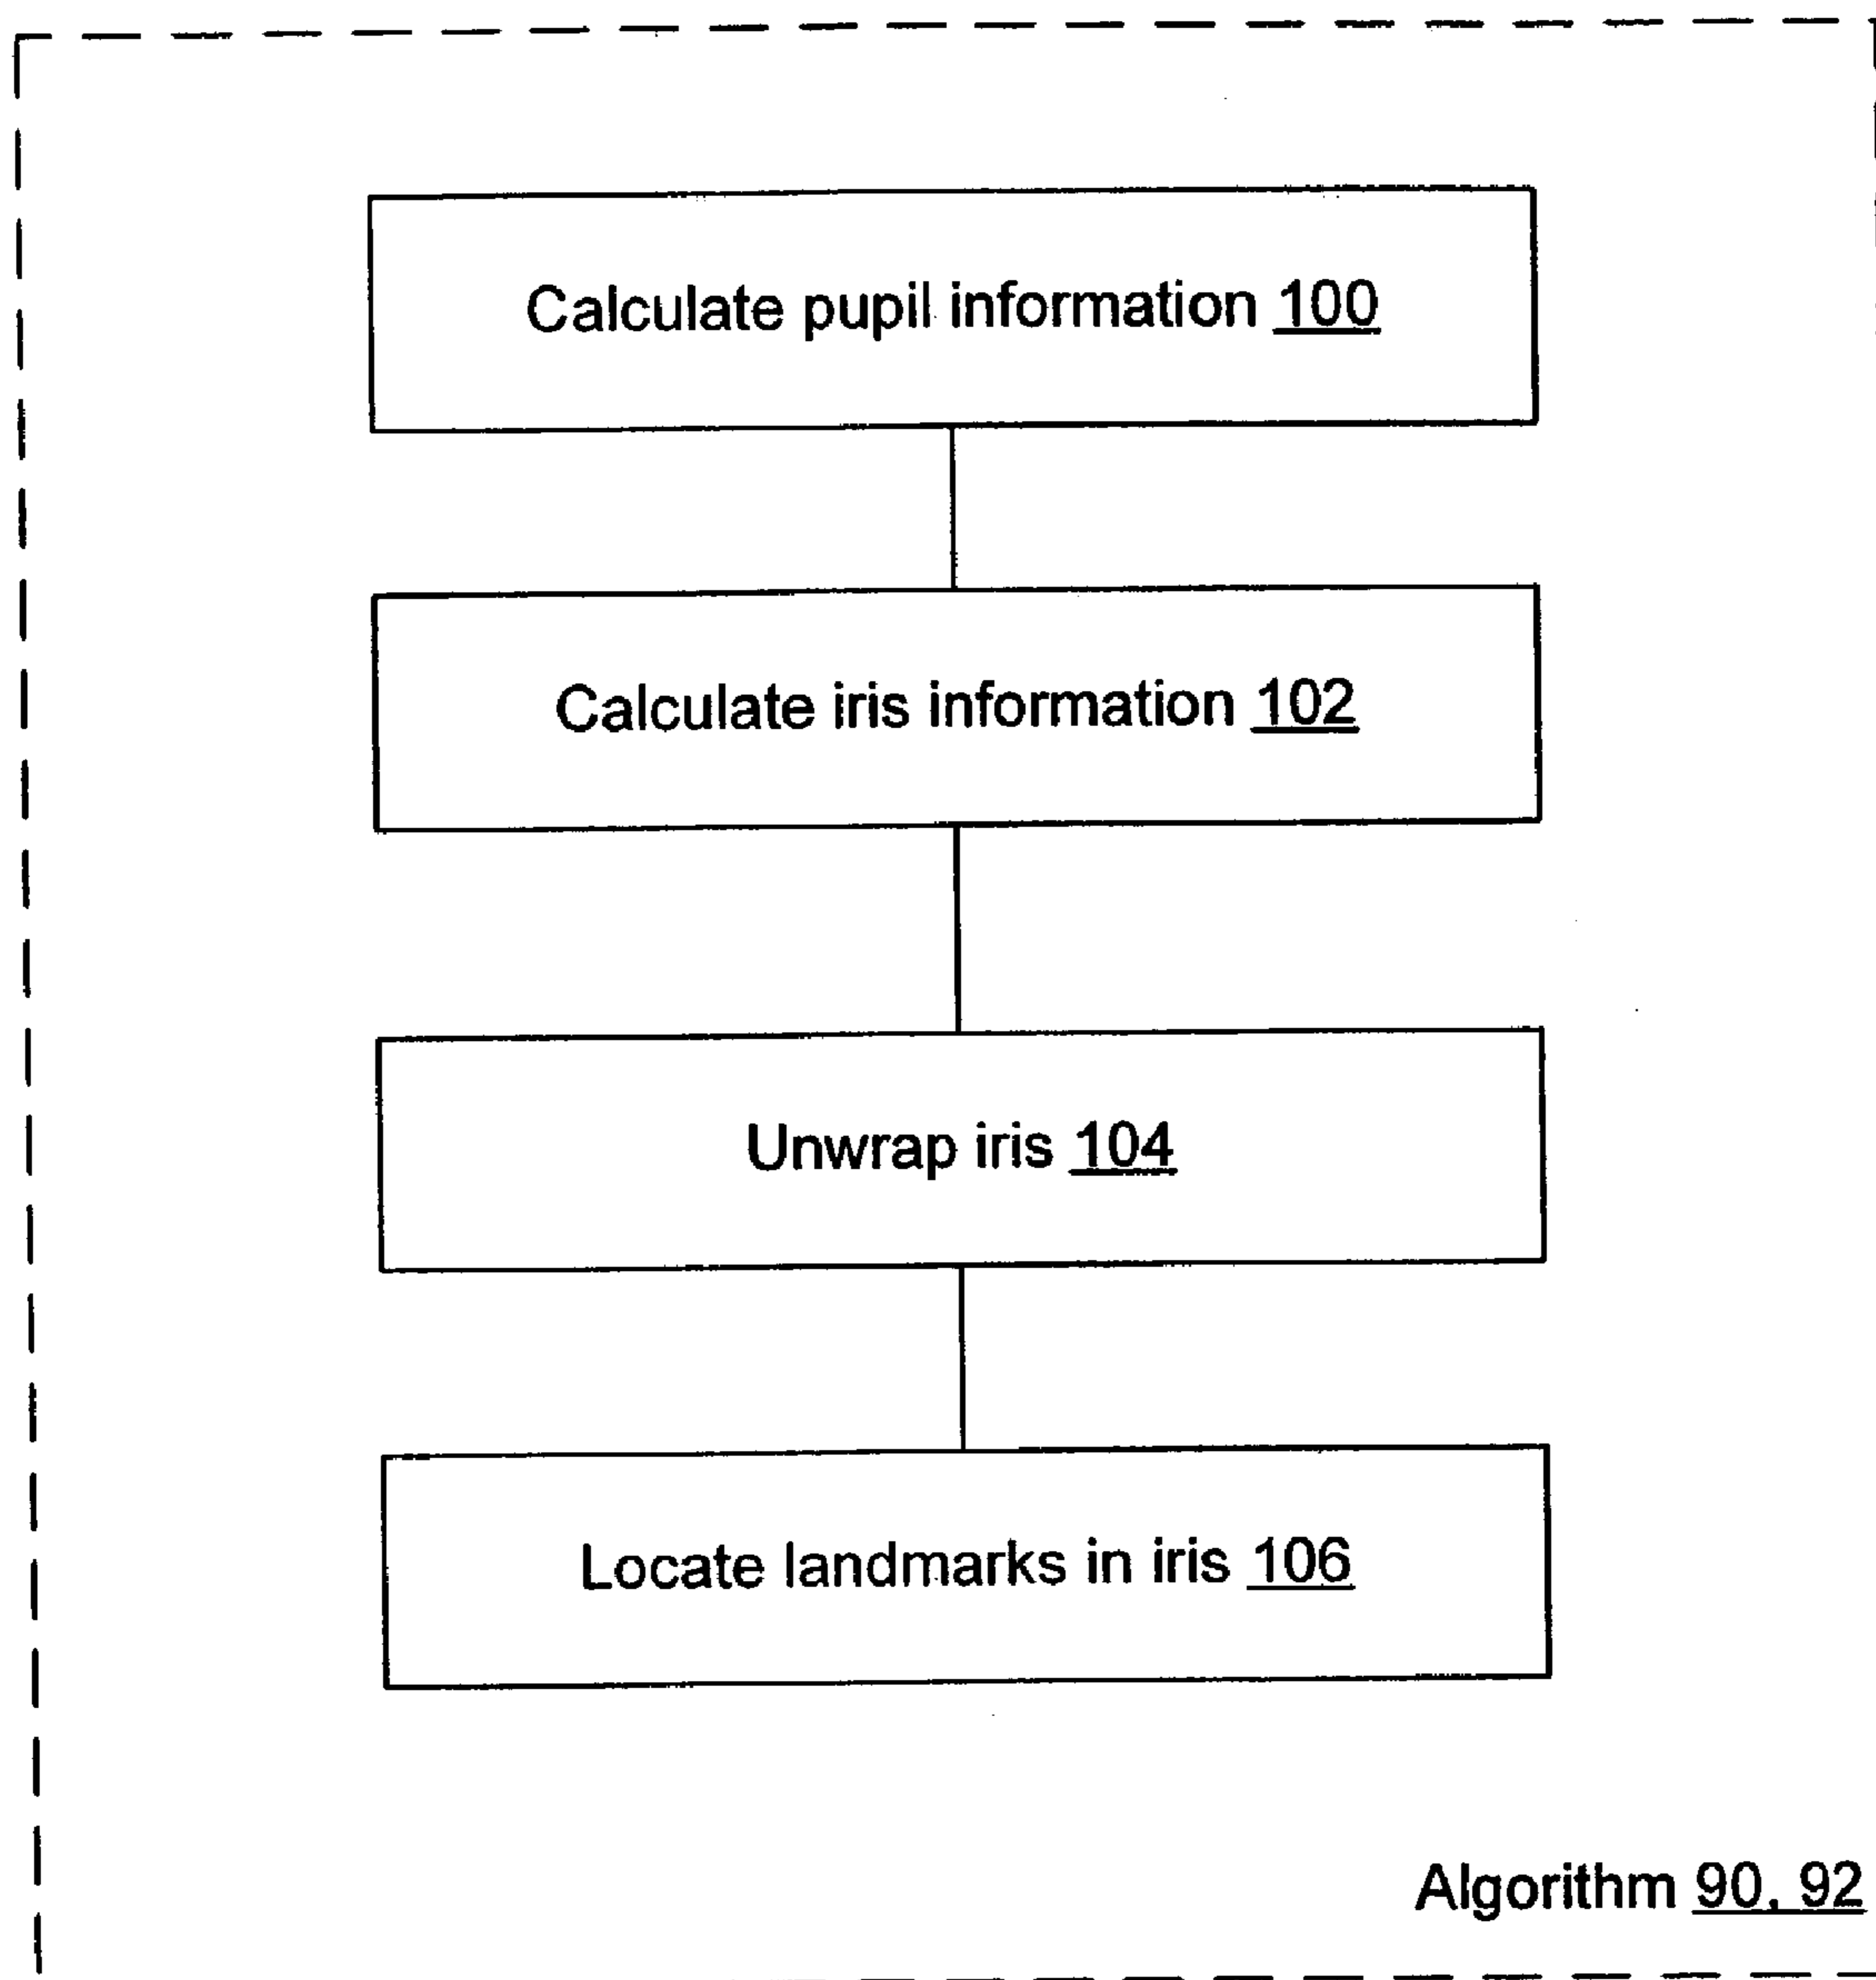 Calculate pupil information 100
Calculate iris information 102
Unwrap iris 104
Locate landmarks in iris 106
Algorithm 90, 92